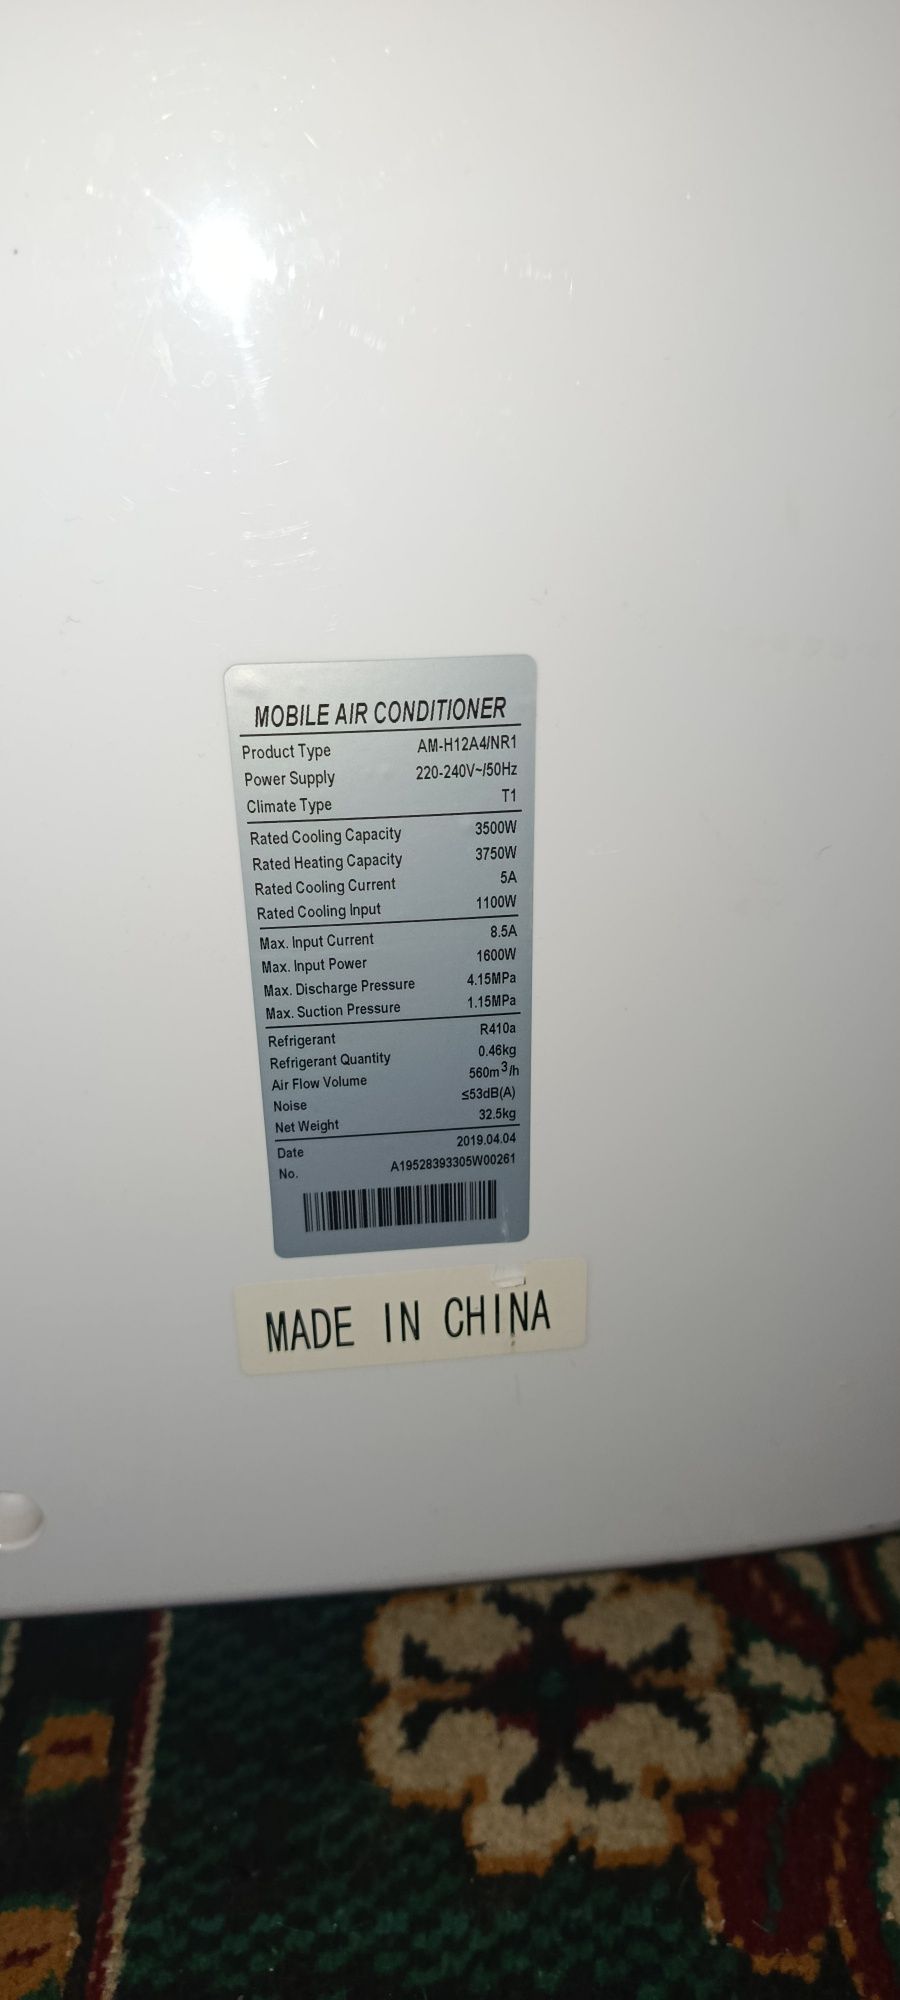 MOBILE AIR CONDITIONER
Product Type AM-H12A4/NR1
Power Supply 220-240V~/50Hz
Climate Type T1
Rated Cooling Capacity 3500W
Rated Heating Capacity 3750W
Rated Cooling Current 5A
Rated Cooling Input 1100W
Max. Input Current 8.5A
Max. Input Power 1600W
Max. Discharge Pressure 4.15MPa
Max. Suction Pressure 1.15MPa
Refrigerant R410a
Refrigerant Quantity 0.46kg
Air Flow Volume 560m³/h
Noise ≤53dB(A)
Net Weight 32.5kg
Date 2019.04.04
No. A19528393305W00261
MADE IN CHINA